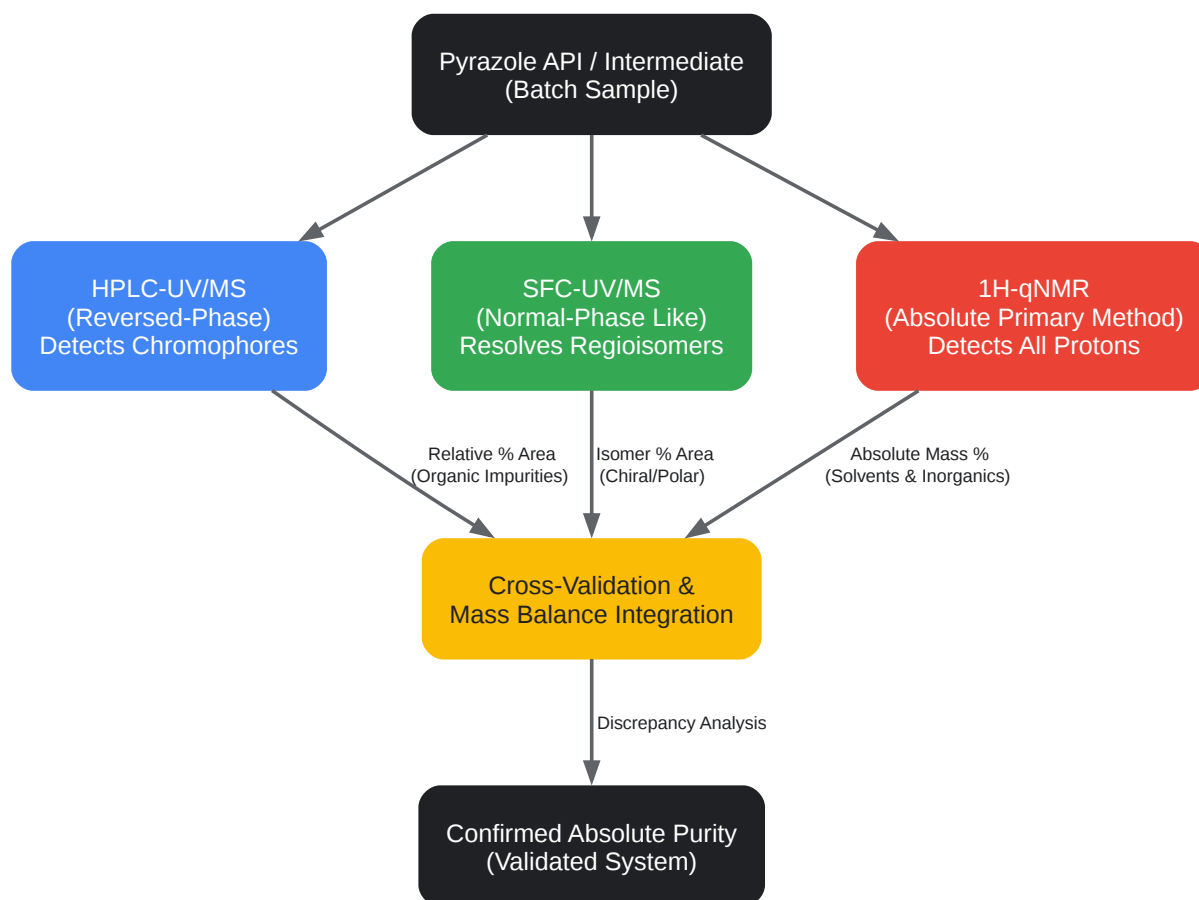 Pyrazole API / Intermediate
(Batch Sample)
HPLC-UV/MS
(Reversed-Phase)
Detects Chromophores
SFC-UV/MS
(Normal-Phase Like)
Resolves Regioisomers
1H-qNMR
(Absolute Primary Method)
Detects All Protons
Relative % Area
(Organic Impurities)
Isomer % Area
(Chiral/Polar)
Absolute Mass %
(Solvents & Inorganics)
Cross-Validation &
Mass Balance Integration
Discrepancy Analysis
Confirmed Absolute Purity
(Validated System)